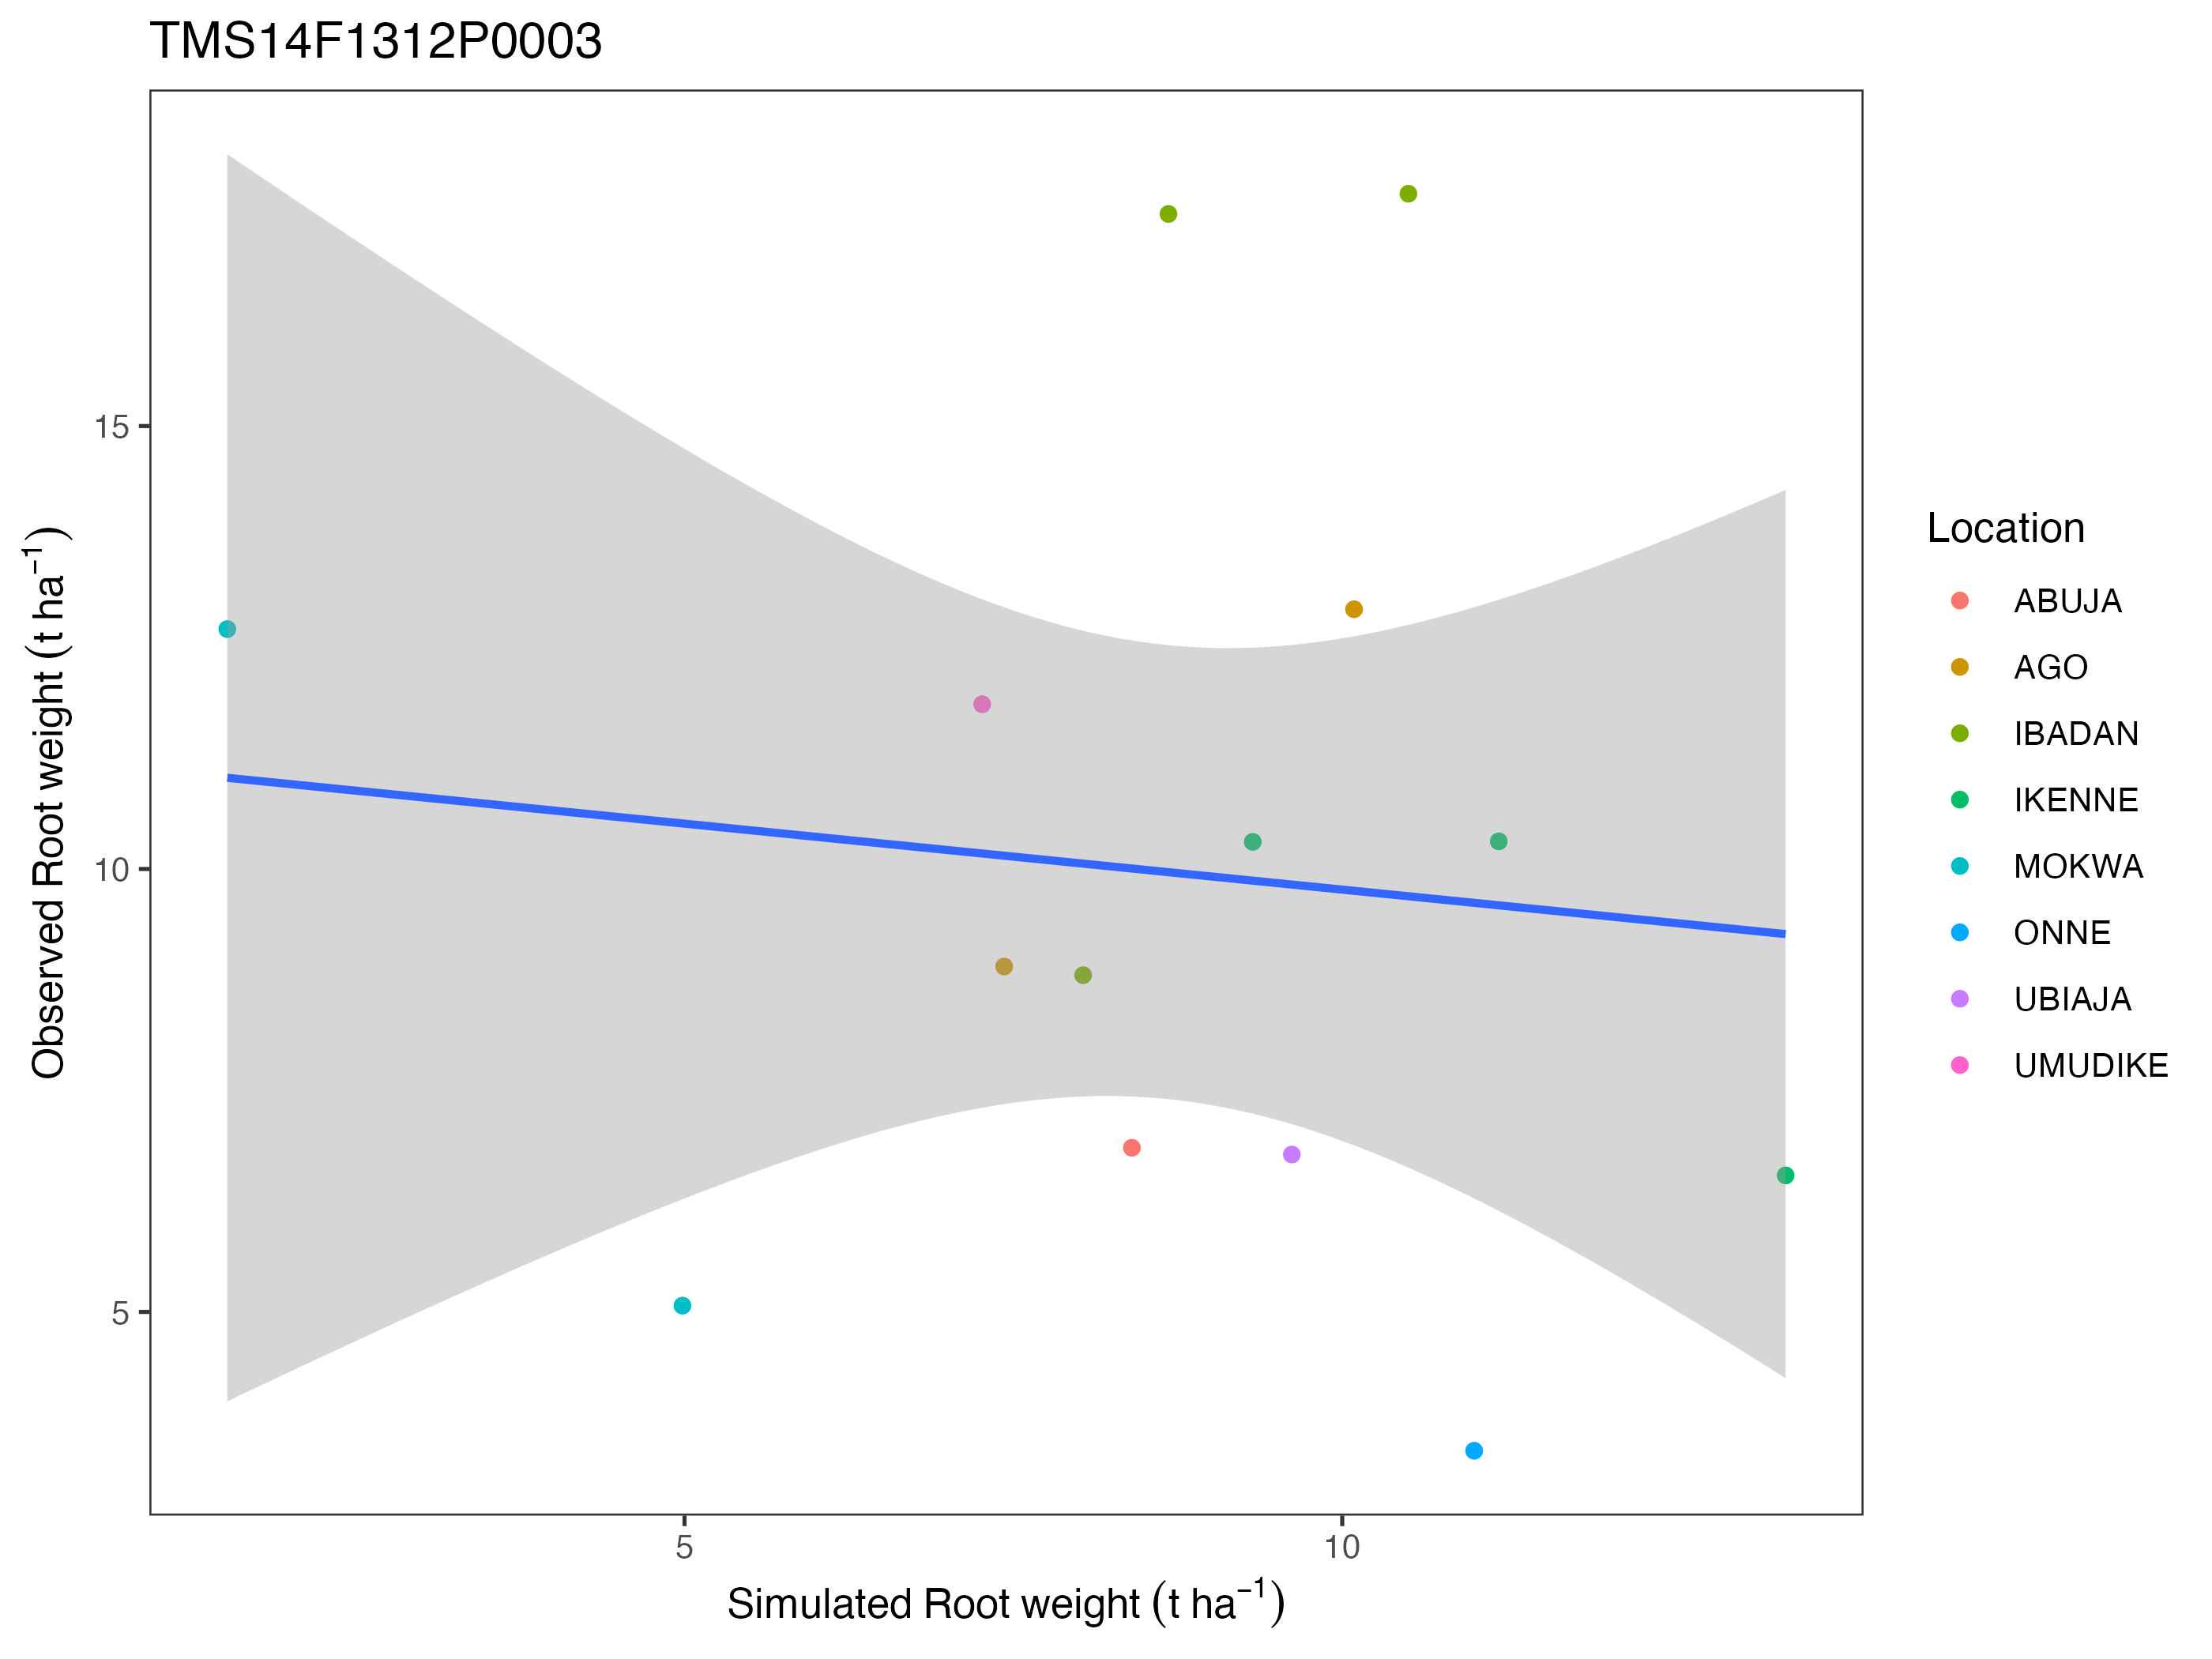 TMS14F1312P0003
Observed Root weight (t ha⁻¹)
15
10
5
5
10
Simulated Root weight (t ha⁻¹)
Location
ABUJA
AGO
IBADAN
IKENNE
MOKWA
ONNE
UBIAJA
UMUDIKE